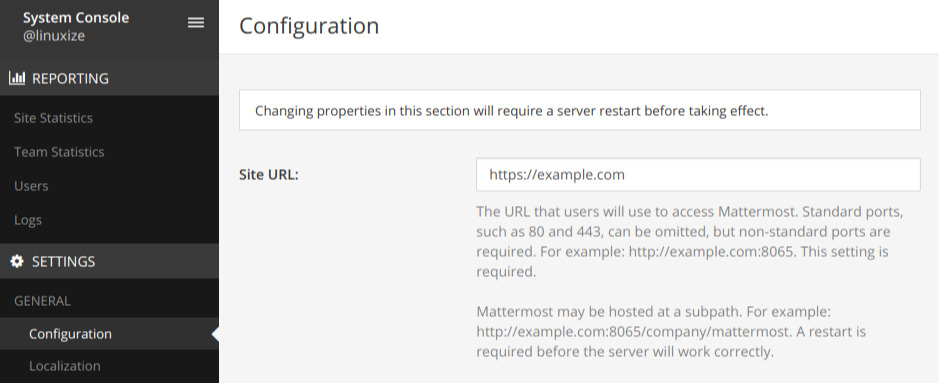 System Console
@linuxize
REPORTING
Site Statistics
Team Statistics
Users
Logs
SETTINGS
GENERAL
Configuration
Localization
Configuration
Changing properties in this section will require a server restart before taking effect.
Site URL:
https://example.com
The URL that users will use to access Mattermost. Standard ports,
such as 80 and 443, can be omitted, but non-standard ports are
required. For example: http://example.com:8065. This setting is
required.
Mattermost may be hosted at a subpath. For example:
http://example.com:8065/company/mattermost. A restart is
required before the server will work correctly.